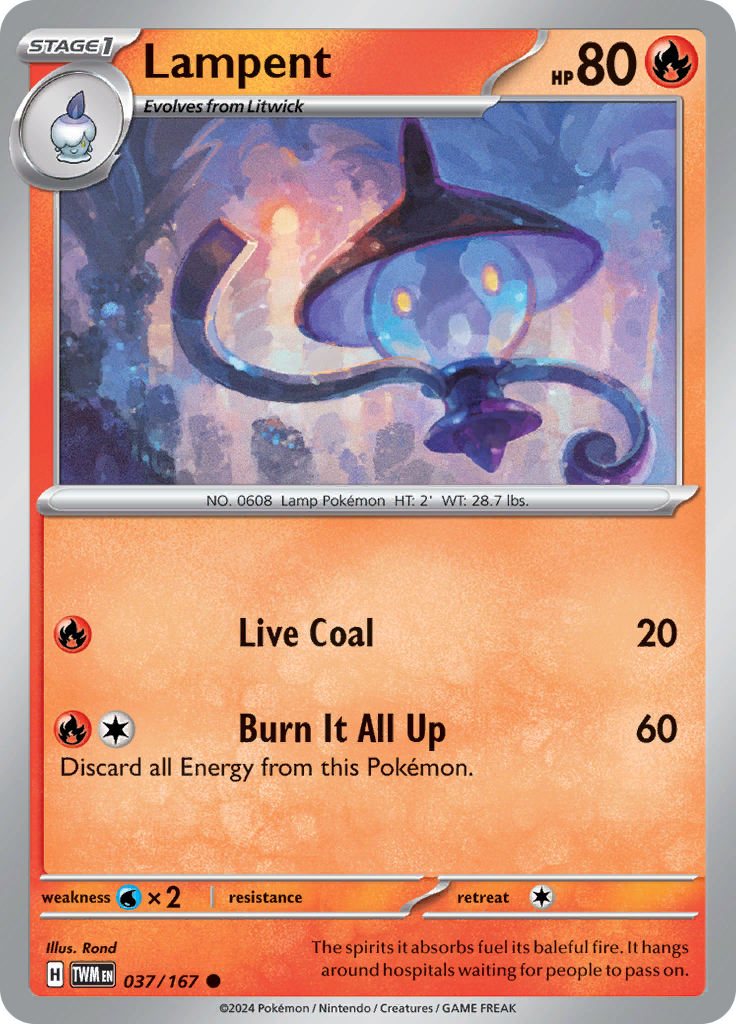 STAGE1
Lampent
HP 80
Evolves from Litwick
NO. 0608 Lamp Pokémon HT: 2' WT: 28.7 lbs.
Live Coal 20
Burn It All Up 60
Discard all Energy from this Pokémon.
weakness ×2 resistance retreat
Illus. Rond
The spirits it absorbs fuel its baleful fire. It hangs
around hospitals waiting for people to pass on.
H TWM EN 037/167
©2024 Pokémon / Nintendo / Creatures / GAME FREAK